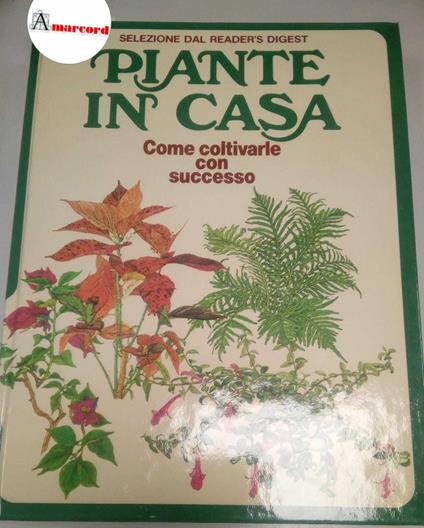 Amarcord
SELEZIONE DAL READER'S DIGEST
PIANTE
IN CASA
Come coltivarle
con
successo